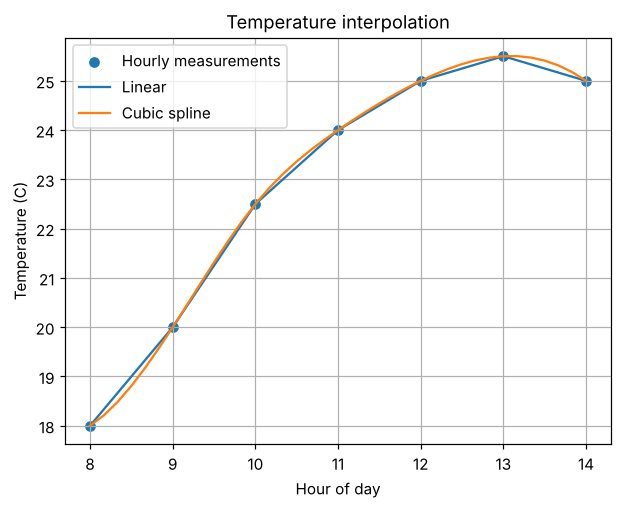 Temperature interpolation
Hourly measurements
Linear
Cubic spline
Temperature (C)
25
24
23
22
21
20
19
18
8 9 10 11 12 13 14
Hour of day